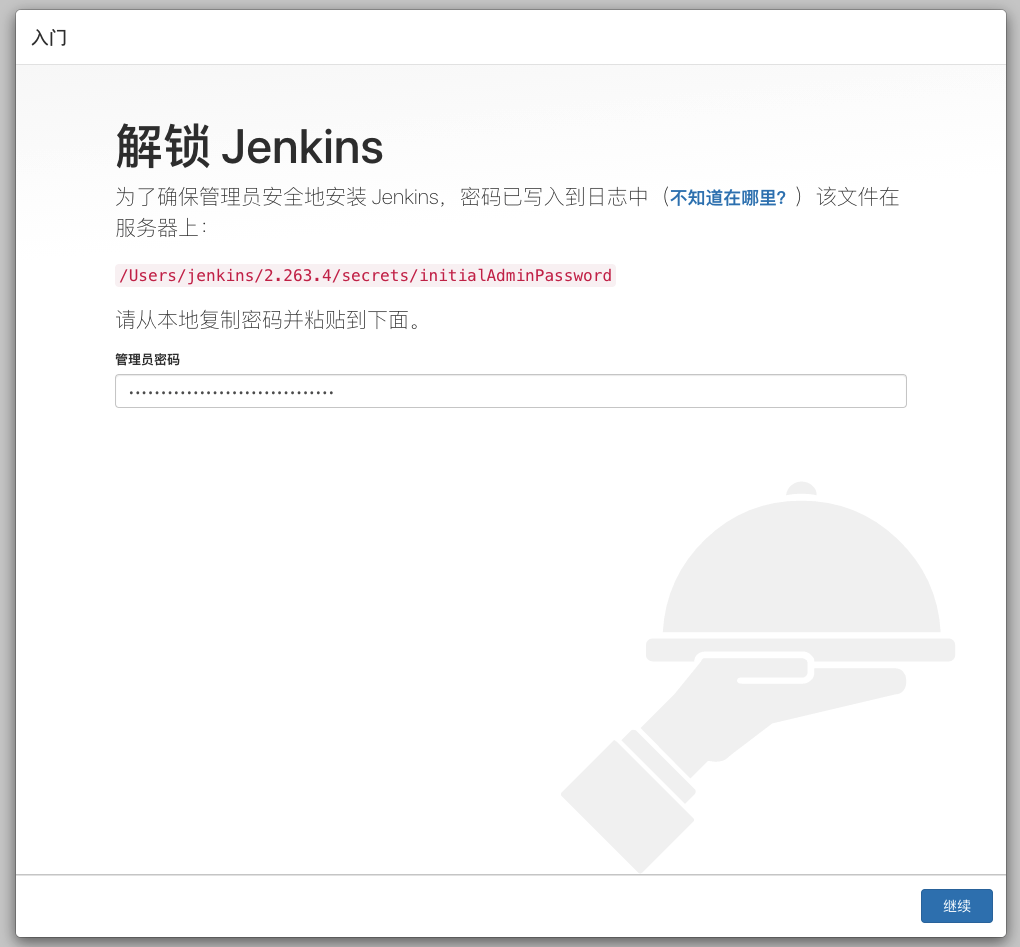 入门
解锁 Jenkins
为了确保管理员安全地安装 Jenkins，密码已写入到日志中（不知道在哪里？）该文件在
服务器上：
/Users/jenkins/2.263.4/secrets/initialAdminPassword
请从本地复制密码并粘贴到下面。
管理员密码
••••••••••••••••••••••••••••••••
继续